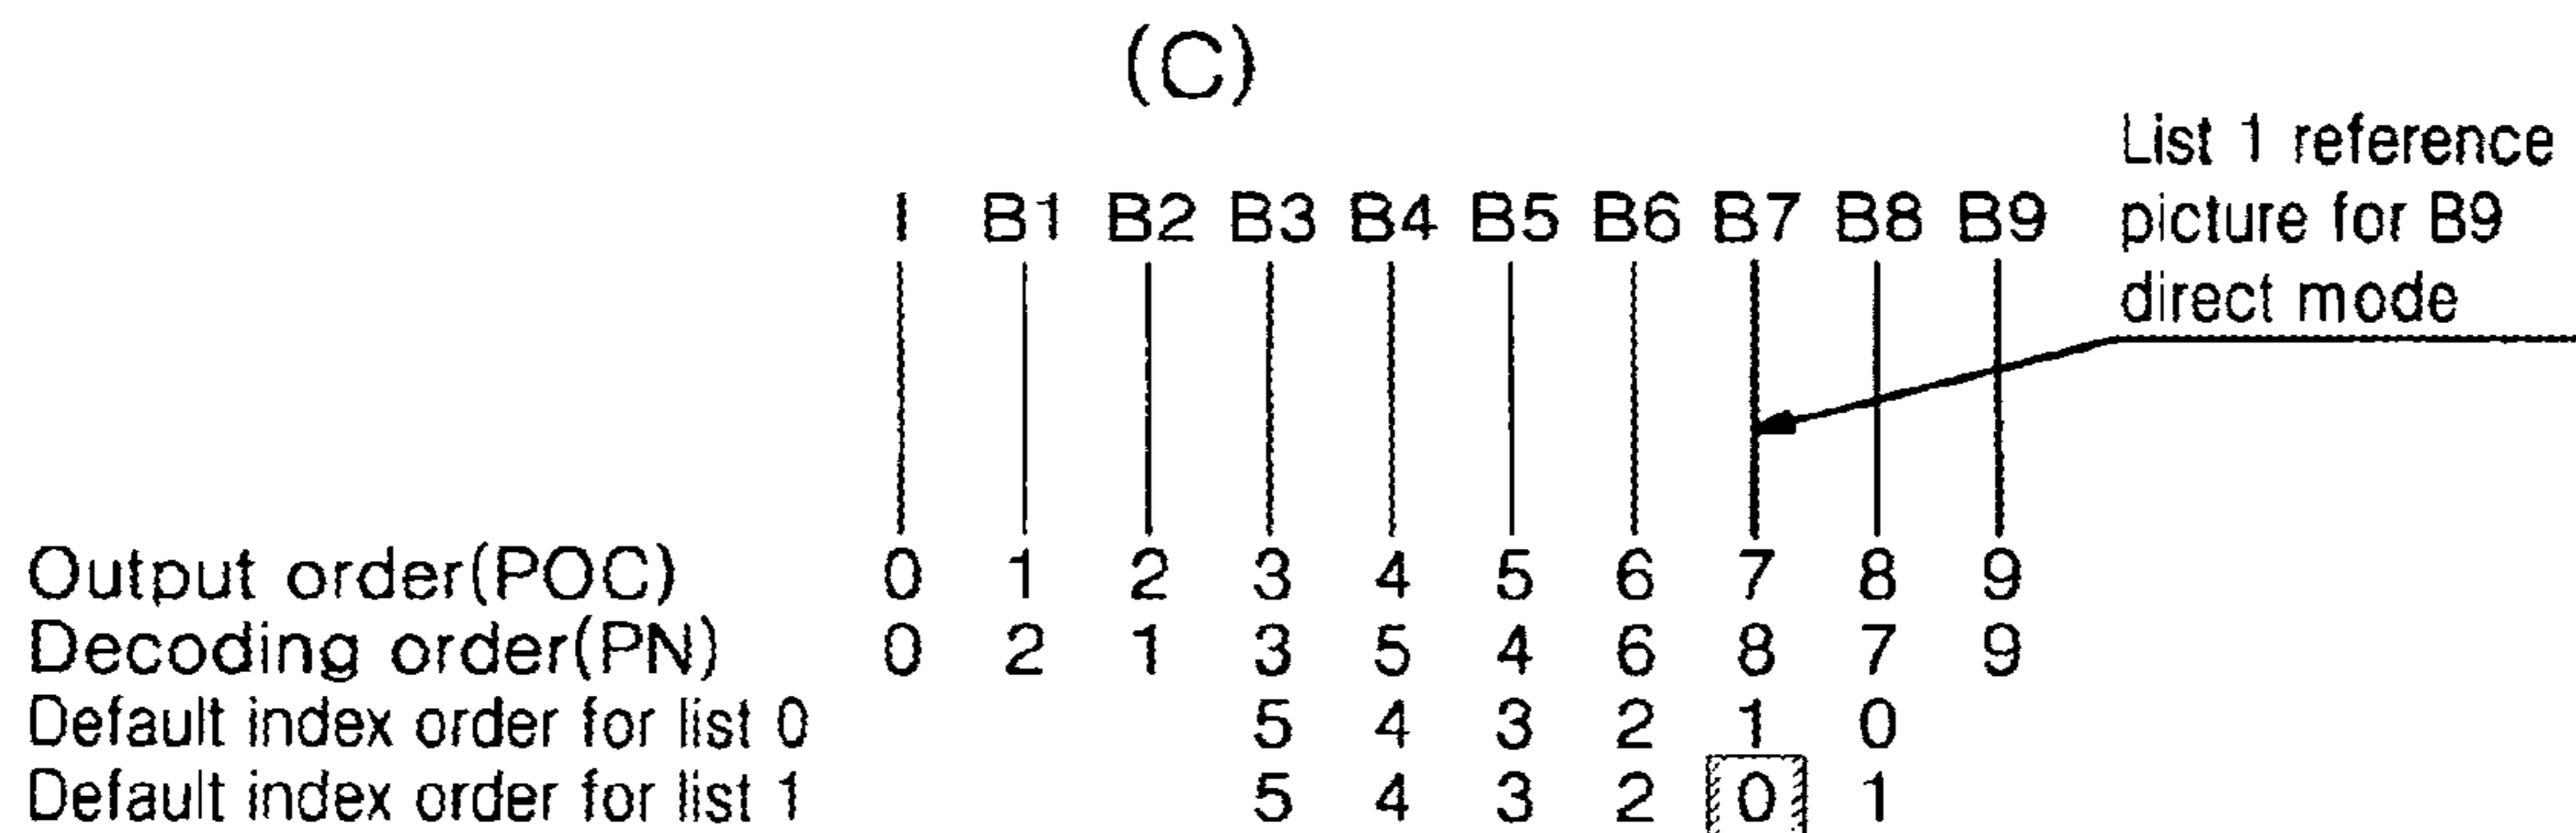 (C)
List 1 reference
picture for B9
direct mode
I B1 B2 B3 B4 B5 B6 B7 B8 B9
Output order(POC) 0 1 2 3 4 5 6 7 8 9
Decoding order(PN) 0 2 1 3 5 4 6 8 7 9
Default index order for list 0 5 4 3 2 1 0
Default index order for list 1 5 4 3 2 0 1